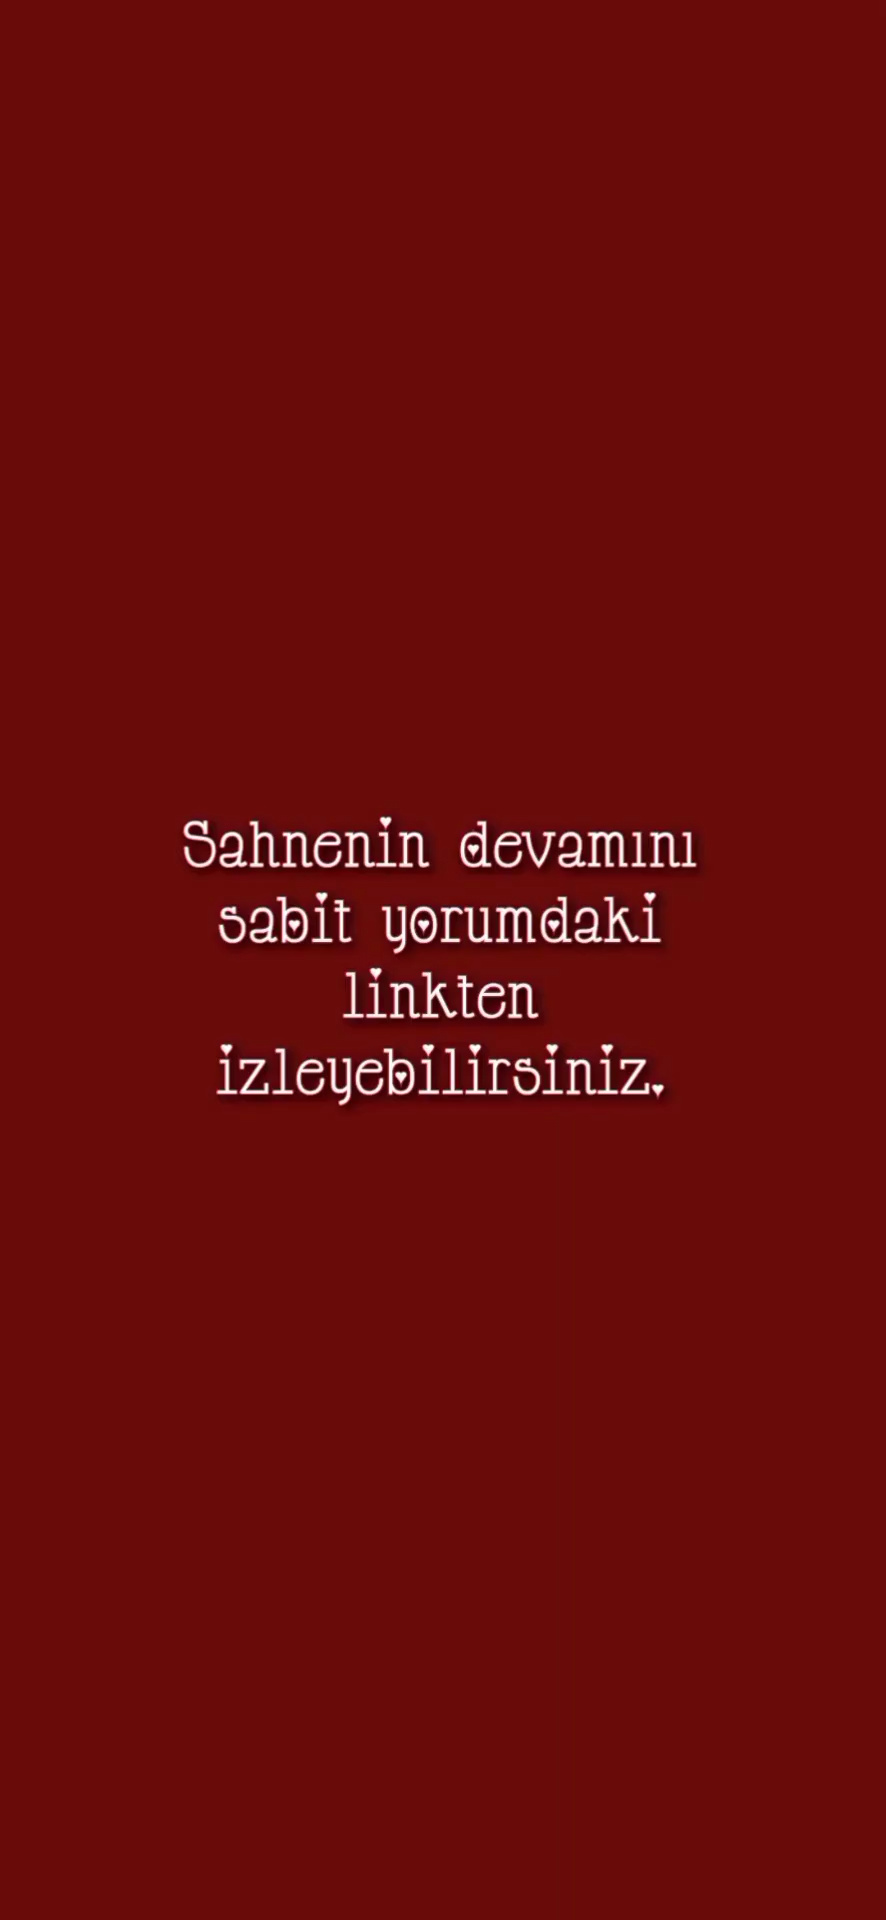 Sahnenin devamını
sabit yorumdaki
linkten
izleyebilirsiniz.